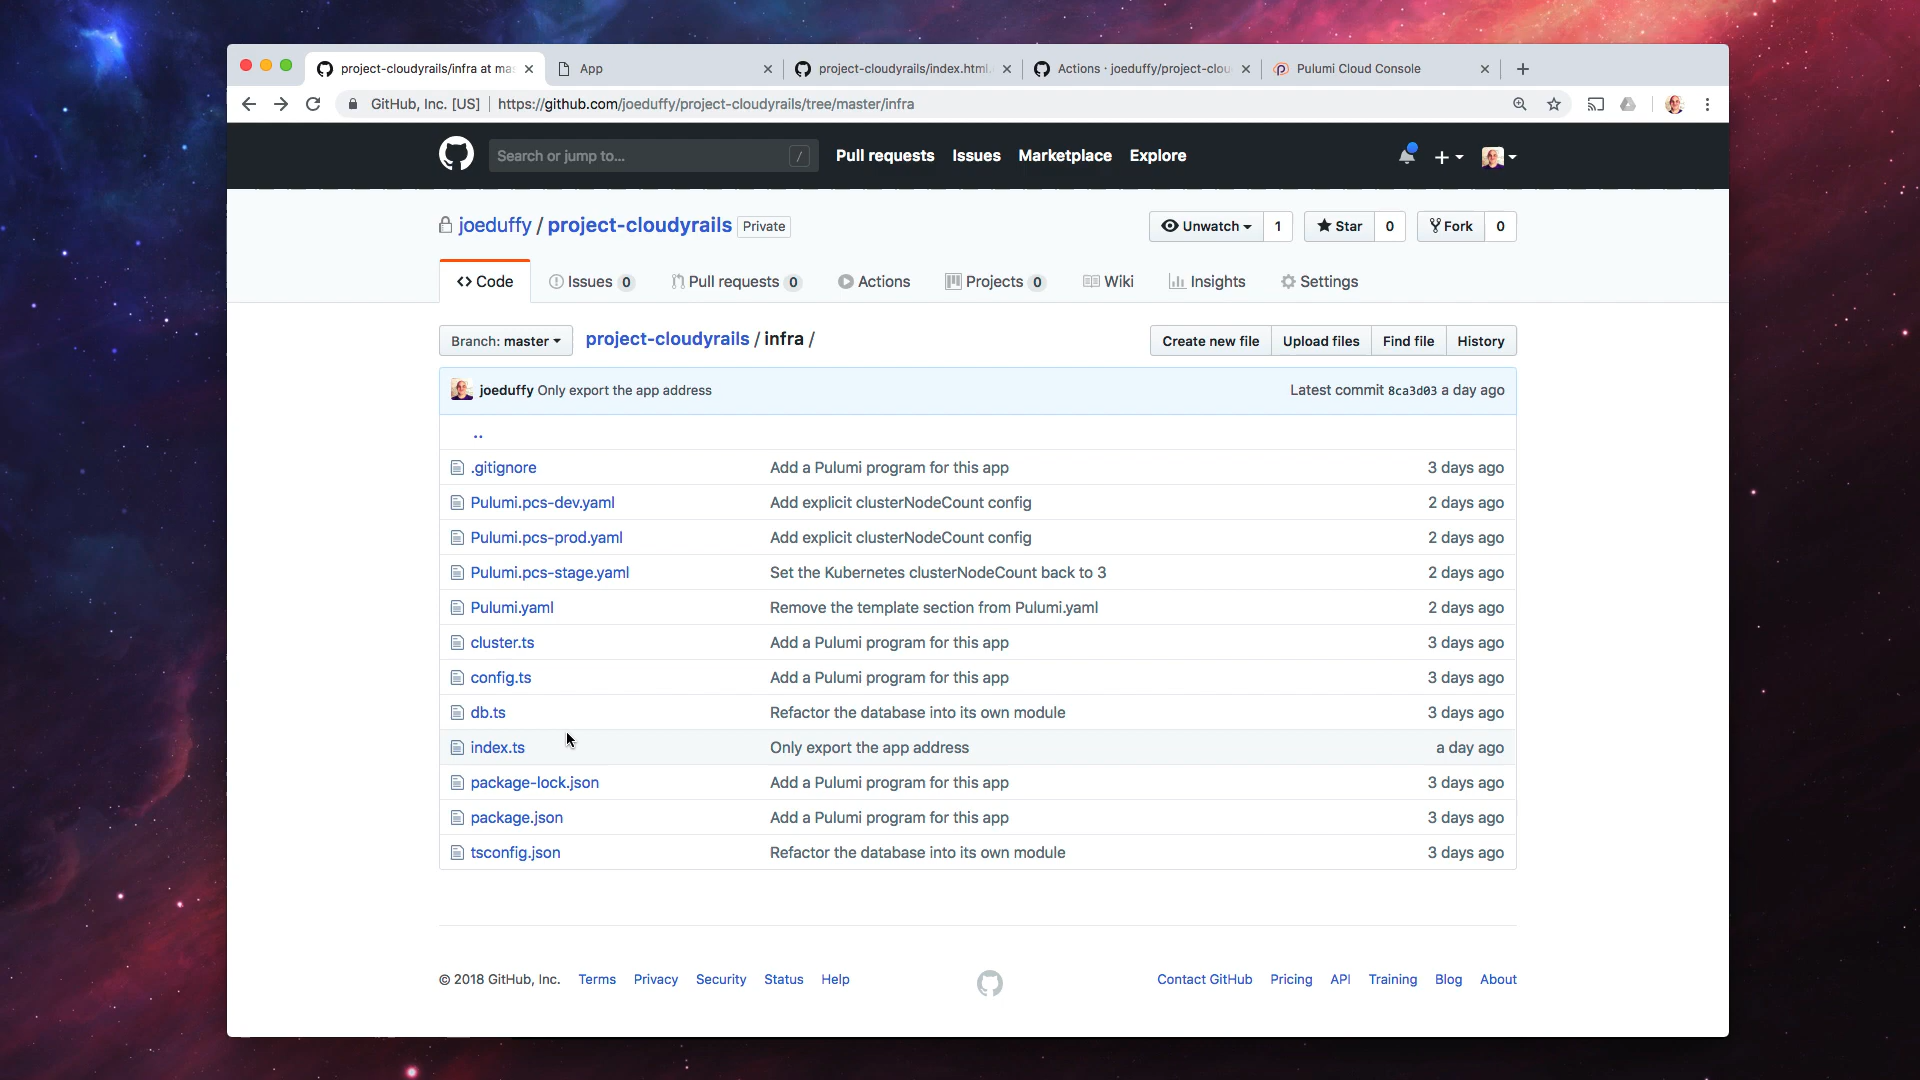 project-cloudyrails/infra at mas
App
project-cloudyrails/index.html.
Actions · joeduffy/project-clou
Pulumi Cloud Console
GitHub, Inc. [US] https://github.com/joeduffy/project-cloudyrails/tree/master/infra
Search or jump to... /
Pull requests Issues Marketplace Explore
joeduffy / project-cloudyrails Private
Unwatch 1 Star 0 Fork 0
Code Issues 0 Pull requests 0 Actions Projects 0 Wiki Insights Settings
Branch: master project-cloudyrails / infra /
Create new file Upload files Find file History
joeduffy Only export the app address Latest commit 8ca3d03 a day ago
..
.gitignore Add a Pulumi program for this app 3 days ago
Pulumi.pcs-dev.yaml Add explicit clusterNodeCount config 2 days ago
Pulumi.pcs-prod.yaml Add explicit clusterNodeCount config 2 days ago
Pulumi.pcs-stage.yaml Set the Kubernetes clusterNodeCount back to 3 2 days ago
Pulumi.yaml Remove the template section from Pulumi.yaml 2 days ago
cluster.ts Add a Pulumi program for this app 3 days ago
config.ts Add a Pulumi program for this app 3 days ago
db.ts Refactor the database into its own module 3 days ago
index.ts Only export the app address a day ago
package-lock.json Add a Pulumi program for this app 3 days ago
package.json Add a Pulumi program for this app 3 days ago
tsconfig.json Refactor the database into its own module 3 days ago
© 2018 GitHub, Inc. Terms Privacy Security Status Help
Contact GitHub Pricing API Training Blog About